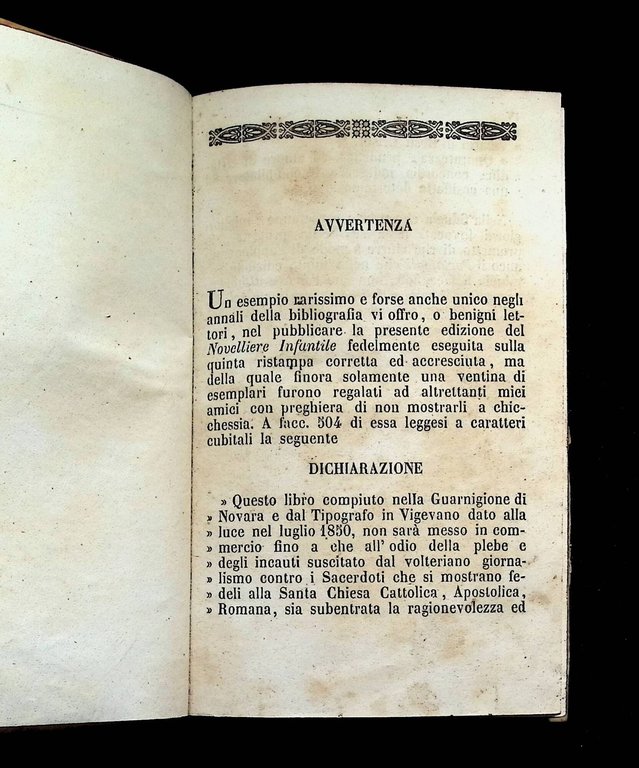 AVVERTENZA
Un esempio rarissimo e forse anche unico negli
annali della bibliografia vi offro, o benigni let-
tori, nel pubblicare la presente edizione del
Novelliere Infantile fedelmente eseguita sulla
quinta ristampa corretta ed accresciuta, ma
della quale finora solamente una ventina di
esemplari furono regalati ad altrettanti miei
amici con preghiera di non mostrarli a chic-
chessia. A facc. 504 di essa leggesi a caratteri
cubitali la seguente
DICHIARAZIONE
» Questo libro compiuto nella Guarnigione di
» Novara e dal Tipografo in Vigevano dato alla
» luce nel luglio 1850, non sarà messo in com-
» mercio fino a che all'odio della plebe e
» degli incauti suscitato dal volteriano giorna-
» lismo contro i Sacerdoti che si mostrano fe-
» deli alla Santa Chiesa Cattolica, Apostolica,
» Romana, sia subentrata la ragionevolezza ed